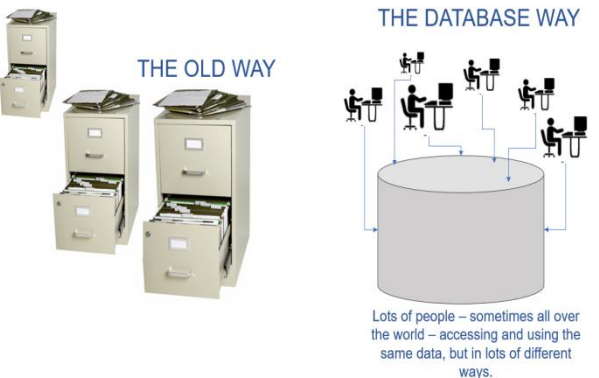 THE OLD WAY
THE DATABASE WAY
Lots of people – sometimes all over
the world – accessing and using the
same data, but in lots of different
ways.